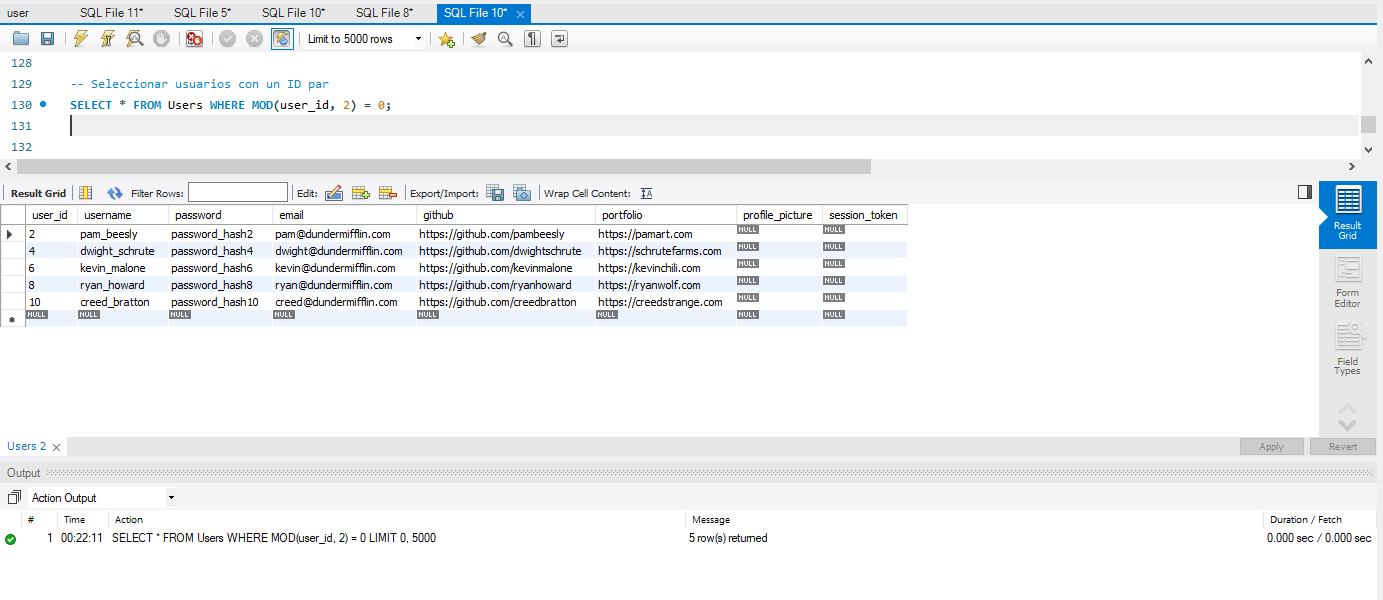 user SQL File 11* SQL File 5* SQL File 10* SQL File 8* SQL File 10*
Limit to 5000 rows
128
129 -- Seleccionar usuarios con un ID par
130 SELECT * FROM Users WHERE MOD(user_id, 2) = 0;
131
132
Result Grid Filter Rows: Edit: Export/Import: Wrap Cell Content:
user_id username password email github portfolio profile_picture session_token
2 pam_beesly password_hash2 pam@dundermifflin.com https://github.com/pambeesly https://pamart.com NULL NULL
4 dwight_schrute password_hash4 dwight@dundermifflin.com https://github.com/dwightschrute https://schrutefarms.com NULL NULL
6 kevin_malone password_hash6 kevin@dundermifflin.com https://github.com/kevinmalone https://kevinchili.com NULL NULL
8 ryan_howard password_hash8 ryan@dundermifflin.com https://github.com/ryanhoward https://ryanwolf.com NULL NULL
10 creed_bratton password_hash10 creed@dundermifflin.com https://github.com/creedbratton https://creedstrange.com NULL NULL
NULL NULL NULL NULL NULL NULL NULL NULL
Result
Grid
Form
Editor
Field
Types
Users 2 Apply Revert
Output
Action Output
# Time Action Message Duration / Fetch
1 00:22:11 SELECT * FROM Users WHERE MOD(user_id, 2) = 0 LIMIT 0, 5000 5 row(s) returned 0.000 sec / 0.000 sec